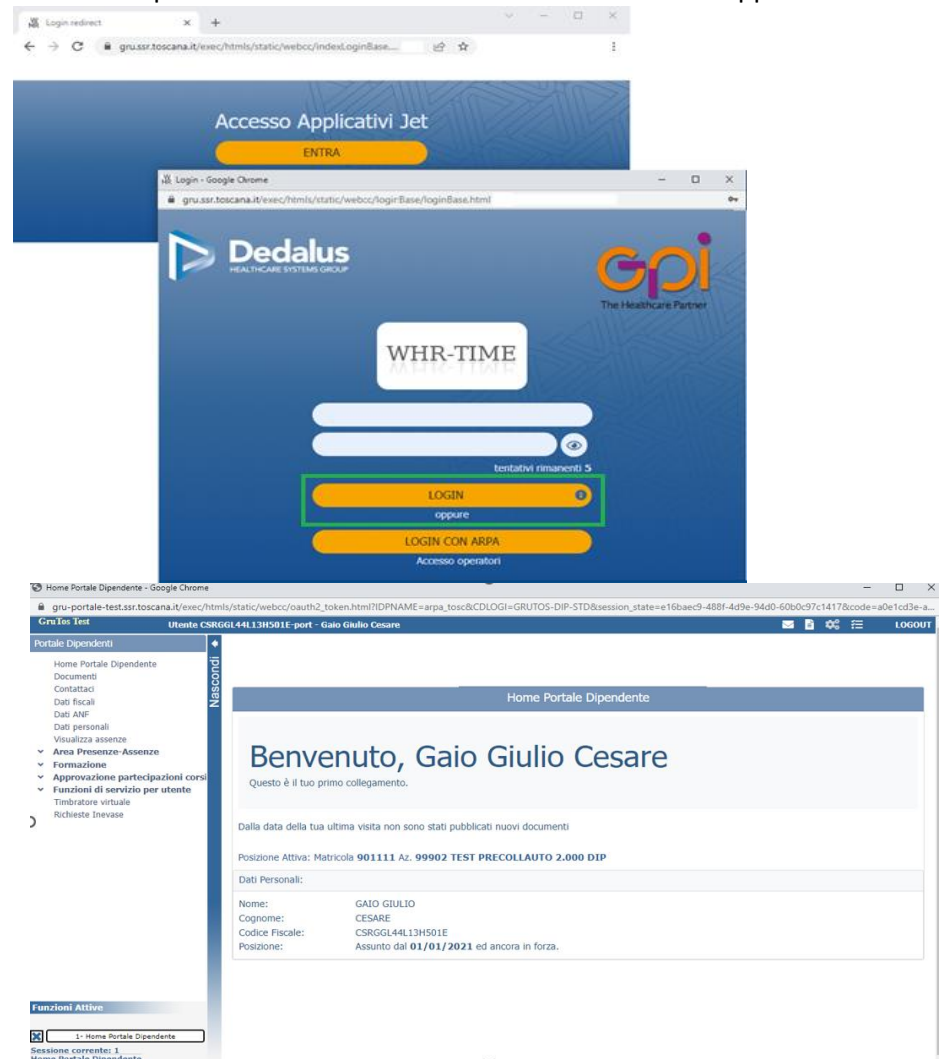 Login redirect
gru.ssr.toscana.it/exec/htmls/static/webcc/indexLoginBase....
Accesso Applicativi Jet
ENTRA
Login - Google Chrome
gru.ssr.toscana.it/exec/htmls/static/webcc/loginBase/loginBase.html
Dedalus
HEALTHCARE SYSTEMS GROUP
GPI
The Healthcare Partner
WHR-TIME
tentativi rimanenti 5
LOGIN
oppure
LOGIN CON ARPA
Accesso operatori
Home Portale Dipendente - Google Chrome
gru-portale-test.ssr.toscana.it/exec/htmls/static/webcc/oauth2_token.html?IDPNAME=arpa_tosc&CDLOGI=GRUTOS-DIP-STD&session_state=e16baec9-488f-4d9e-94d0-60b0c97c1417&code=a0e1cd3e-a...
GruTos Test
Utente CSRGGL44L13H501E-port - Gaio Giulio Cesare
LOGOUT
Portale Dipendenti
Nascondi
Home Portale Dipendente
Documenti
Contattaci
Dati fiscali
Dati ANF
Dati personali
Visualizza assenze
Area Presenze-Assenze
Formazione
Approvazione partecipazioni corsi
Funzioni di servizio per utente
Timbratore virtuale
Richieste Inevase
Home Portale Dipendente
Benvenuto, Gaio Giulio Cesare
Questo è il tuo primo collegamento.
Dalla data della tua ultima visita non sono stati pubblicati nuovi documenti
Posizione Attiva: Matricola 901111 Az. 99902 TEST PRECOLLAUTO 2.000 DIP
Dati Personali:
Nome: GAIO GIULIO
Cognome: CESARE
Codice Fiscale: CSRGGL44L13H501E
Posizione: Assunto dal 01/01/2021 ed ancora in forza.
Funzioni Attive
1- Home Portale Dipendente
Sessione corrente: 1
Home Portale Dipendente